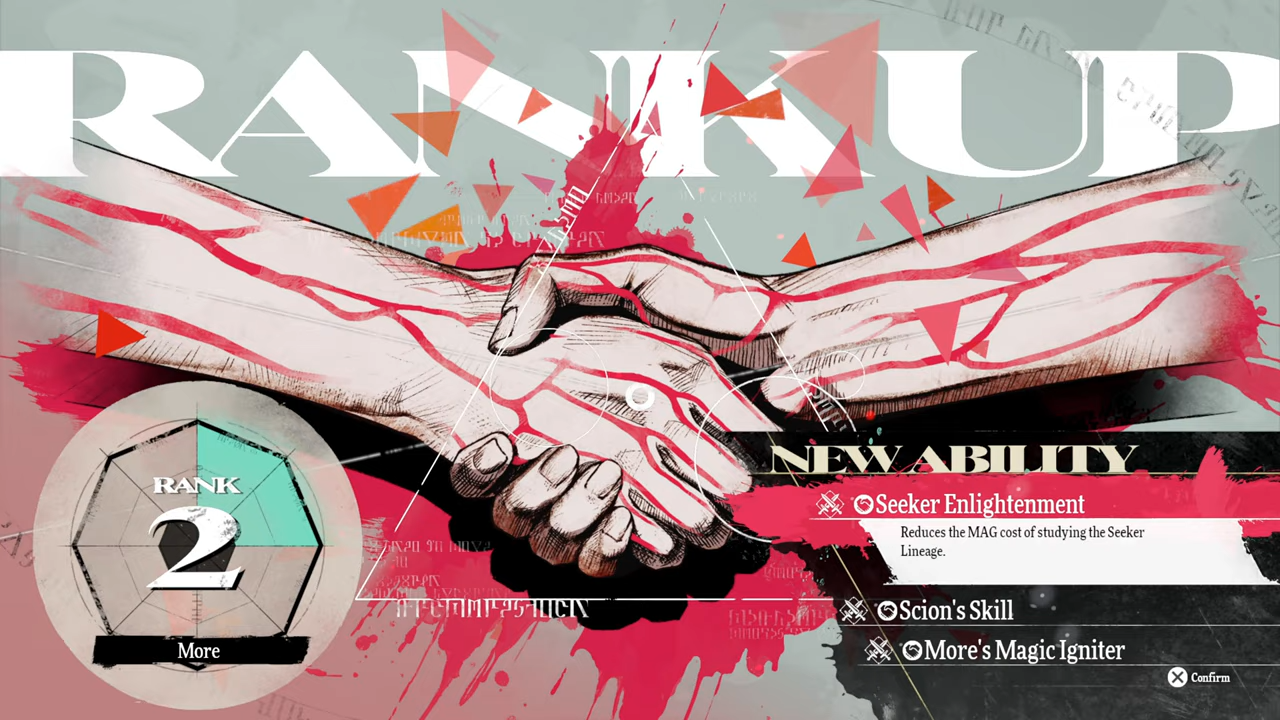 RANK UP
RANK
2
More
NEW ABILITY
Seeker Enlightenment
Reduces the MAG cost of studying the Seeker
Lineage.
Scion's Skill
More's Magic Igniter
Confirm